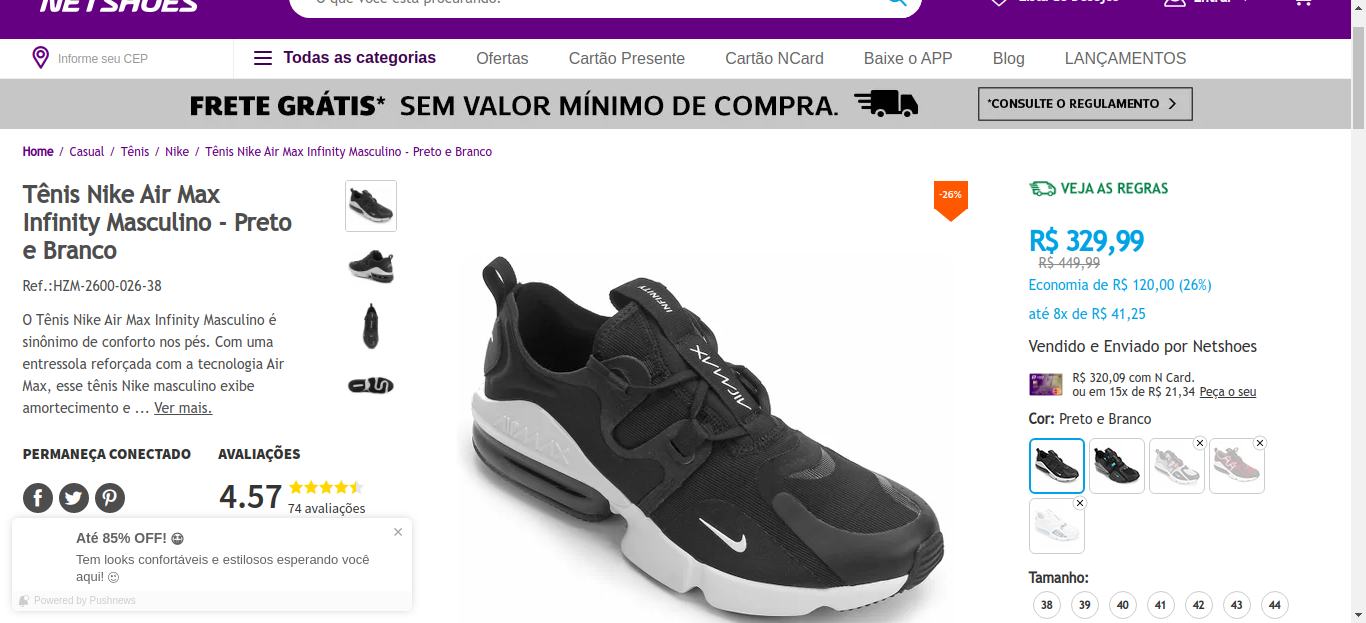 NETSHOES
O que você está procurando?
Lista de Desejos
Entrar
Informe seu CEP
Todas as categorias
Ofertas
Cartão Presente
Cartão NCard
Baixe o APP
Blog
LANÇAMENTOS
FRETE GRÁTIS* SEM VALOR MÍNIMO DE COMPRA.
*CONSULTE O REGULAMENTO >
Home / Casual / Tênis / Nike / Tênis Nike Air Max Infinity Masculino - Preto e Branco
Tênis Nike Air Max
Infinity Masculino - Preto
e Branco
Ref.:HZM-2600-026-38
O Tênis Nike Air Max Infinity Masculino é
sinônimo de conforto nos pés. Com uma
entressola reforçada com a tecnologia Air
Max, esse tênis Nike masculino exibe
amortecimento e ... Ver mais.
PERMANEÇA CONECTADO
AVALIAÇÕES
4.57
74 avaliações
Até 85% OFF! 🤩
Tem looks confortáveis e estilosos esperando você
aqui! 😉
Powered by Pushnews
-26%
INFINITY
AIRMAX
AIRMAX
VEJA AS REGRAS
R$ 329,99
R$ 449,99
Economia de R$ 120,00 (26%)
até 8x de R$ 41,25
Vendido e Enviado por Netshoes
R$ 320,09 com N Card.
ou em 15x de R$ 21,34 Peça o seu
Cor: Preto e Branco
Tamanho:
38 39 40 41 42 43 44